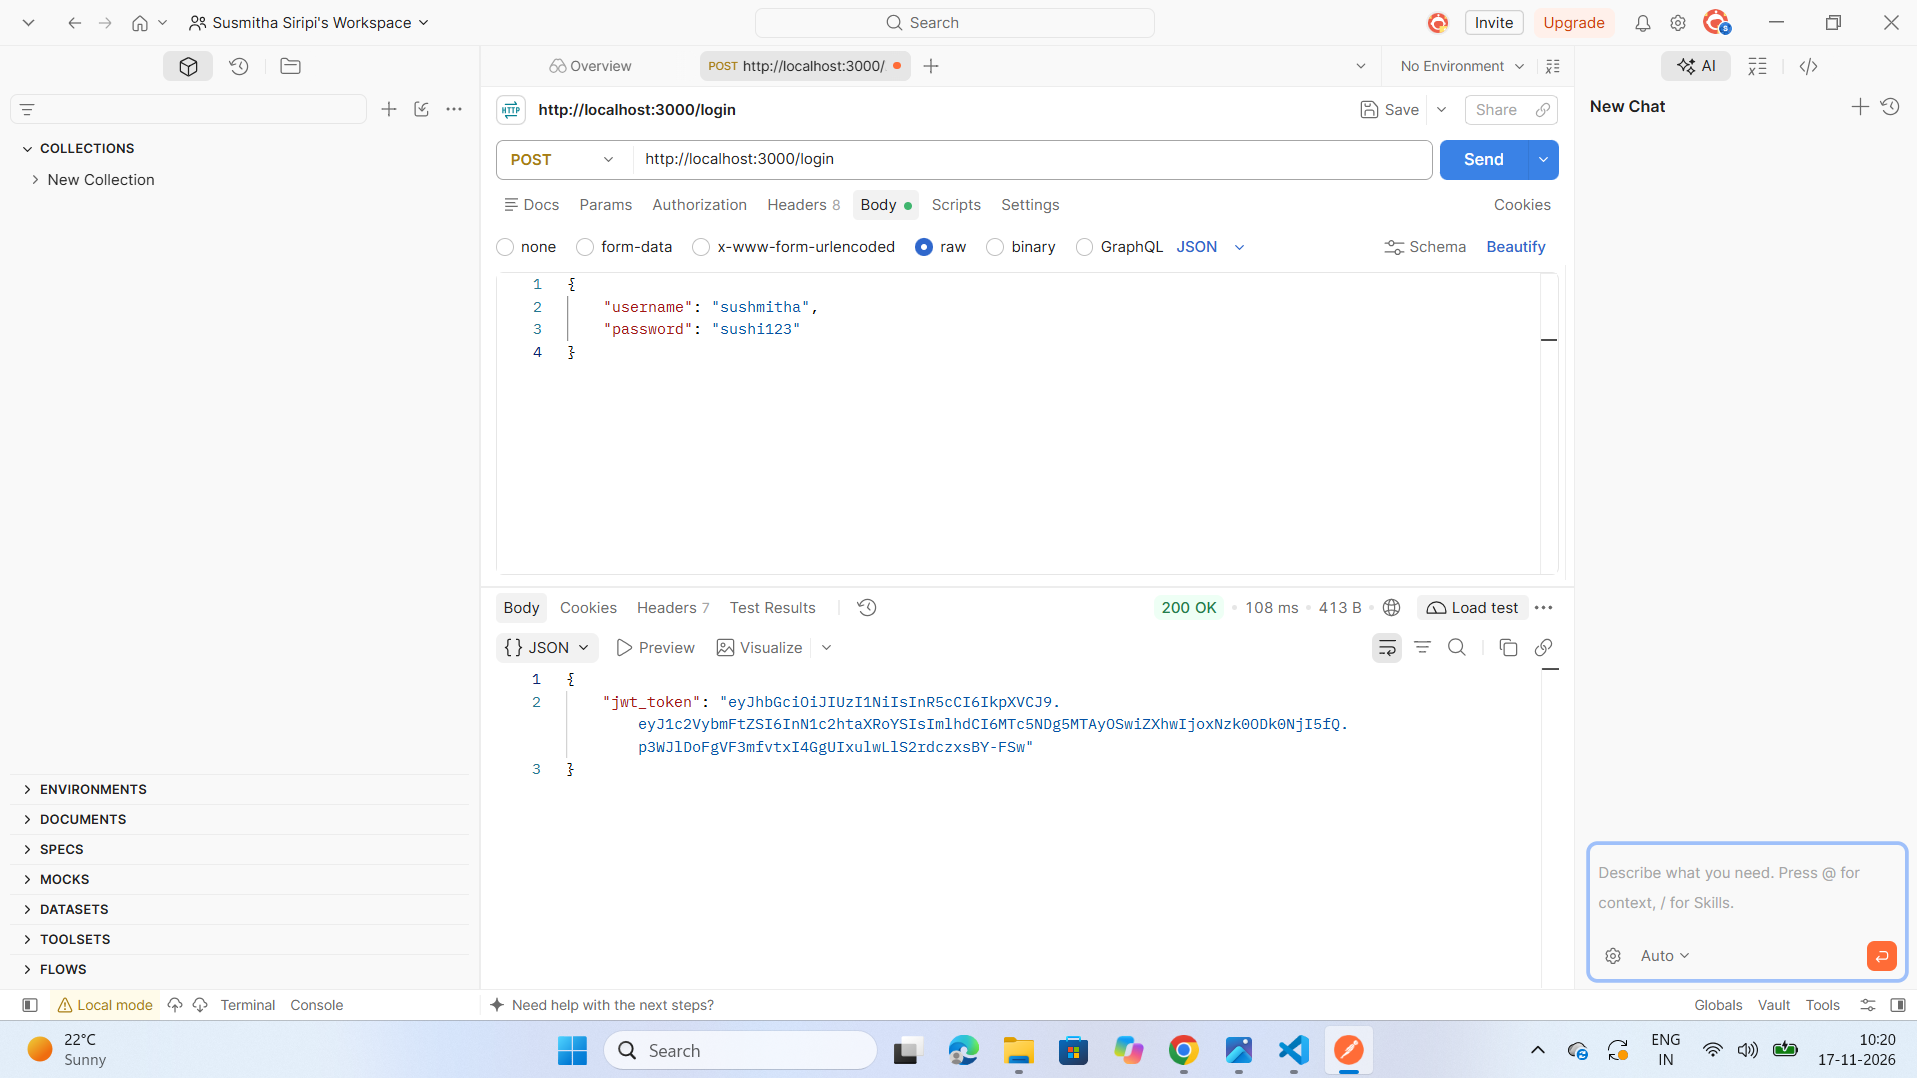 Susmitha Siripi's Workspace
Search
Invite
Upgrade
Overview
POST http://localhost:3000/
No Environment
AI
http://localhost:3000/login
Save
Share
New Chat
COLLECTIONS
New Collection
POST
http://localhost:3000/login
Send
Docs
Params
Authorization
Headers 8
Body
Scripts
Settings
Cookies
none
form-data
x-www-form-urlencoded
raw
binary
GraphQL
JSON
Schema
Beautify
1 {
2 "username": "sushmitha",
3 "password": "sushi123"
4 }
Body
Cookies
Headers 7
Test Results
200 OK
108 ms
413 B
Load test
{} JSON
Preview
Visualize
1 {
2 "jwt_token": "eyJhbGciOiJIUzI1NiIsInR5cCI6IkpXVCJ9.
eyJ1c2VybmFtZSI6InN1c2htaXRoYSIsImlhdCI6MTc5NDg5MTAyOSwiZXhwIjoxNzk0ODk0NjI5fQ.
p3WJlDoFgVF3mfvtxI4GgUIxulwLlS2rdczxsBY-FSw"
3 }
ENVIRONMENTS
DOCUMENTS
SPECS
MOCKS
DATASETS
TOOLSETS
FLOWS
Describe what you need. Press @ for
context, / for Skills.
Auto
Local mode
Terminal
Console
Need help with the next steps?
Globals
Vault
Tools
22°C
Sunny
Search
ENG
IN
10:20
17-11-2026